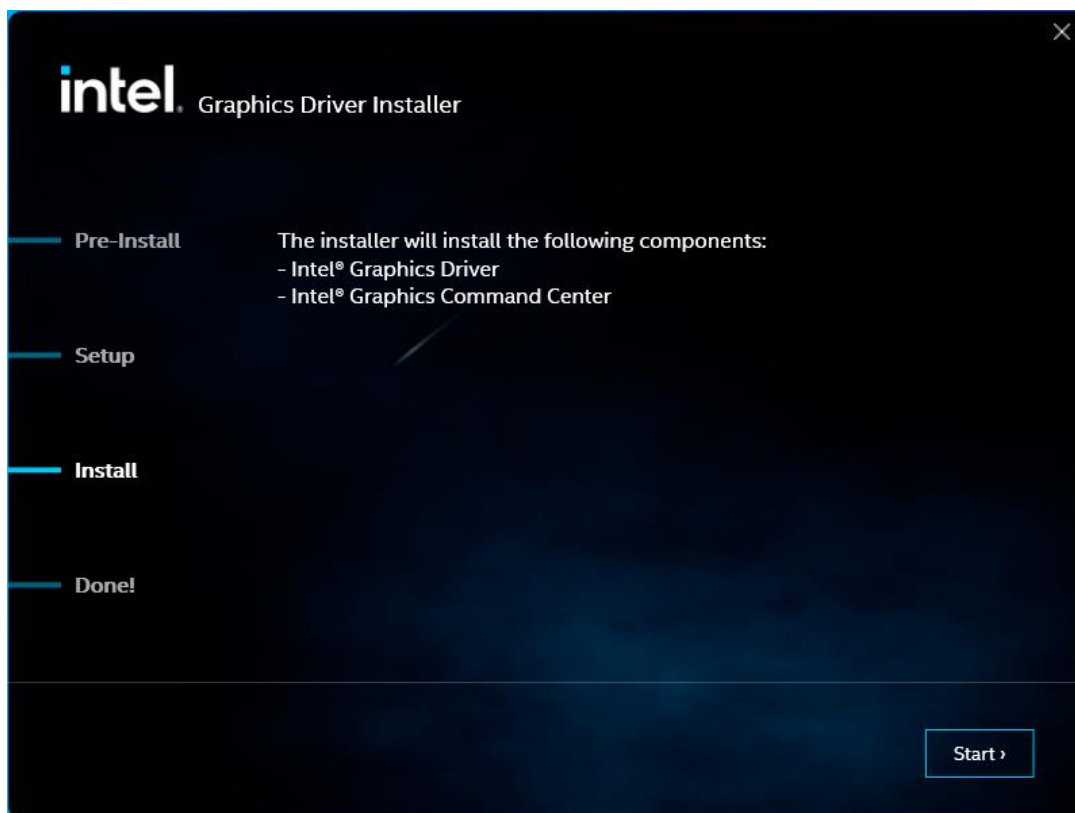 intel. Graphics Driver Installer
Pre-Install
The installer will install the following components:
- Intel® Graphics Driver
- Intel® Graphics Command Center
Setup
Install
Done!
Start ›